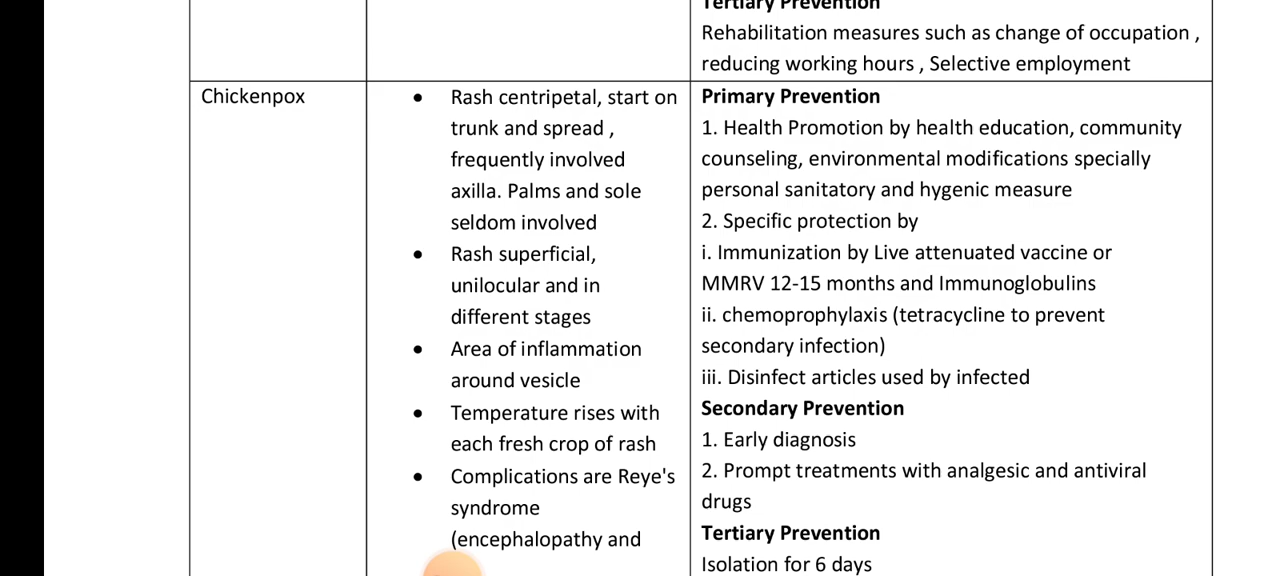 Tertiary Prevention
Rehabilitation measures such as change of occupation ,
reducing working hours , Selective employment
Chickenpox
• Rash centripetal, start on
trunk and spread ,
frequently involved
axilla. Palms and sole
seldom involved
• Rash superficial,
unilocular and in
different stages
• Area of inflammation
around vesicle
• Temperature rises with
each fresh crop of rash
• Complications are Reye's
syndrome
(encephalopathy and
Primary Prevention
1. Health Promotion by health education, community
counseling, environmental modifications specially
personal sanitatory and hygenic measure
2. Specific protection by
i. Immunization by Live attenuated vaccine or
MMRV 12-15 months and Immunoglobulins
ii. chemoprophylaxis (tetracycline to prevent
secondary infection)
iii. Disinfect articles used by infected
Secondary Prevention
1. Early diagnosis
2. Prompt treatments with analgesic and antiviral
drugs
Tertiary Prevention
Isolation for 6 days